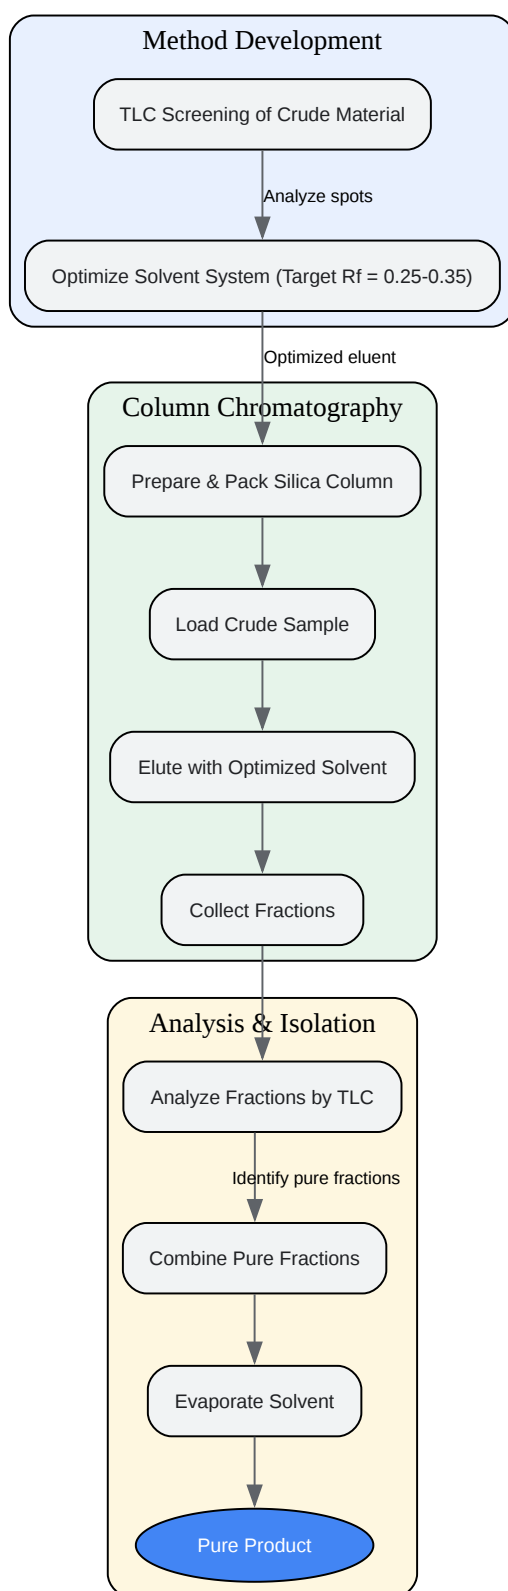 Method Development
TLC Screening of Crude Material
Analyze spots
Optimize Solvent System (Target Rf = 0.25-0.35)
Optimized eluent
Column Chromatography
Prepare & Pack Silica Column
Load Crude Sample
Elute with Optimized Solvent
Collect Fractions
Analysis & Isolation
Analyze Fractions by TLC
Identify pure fractions
Combine Pure Fractions
Evaporate Solvent
Pure Product